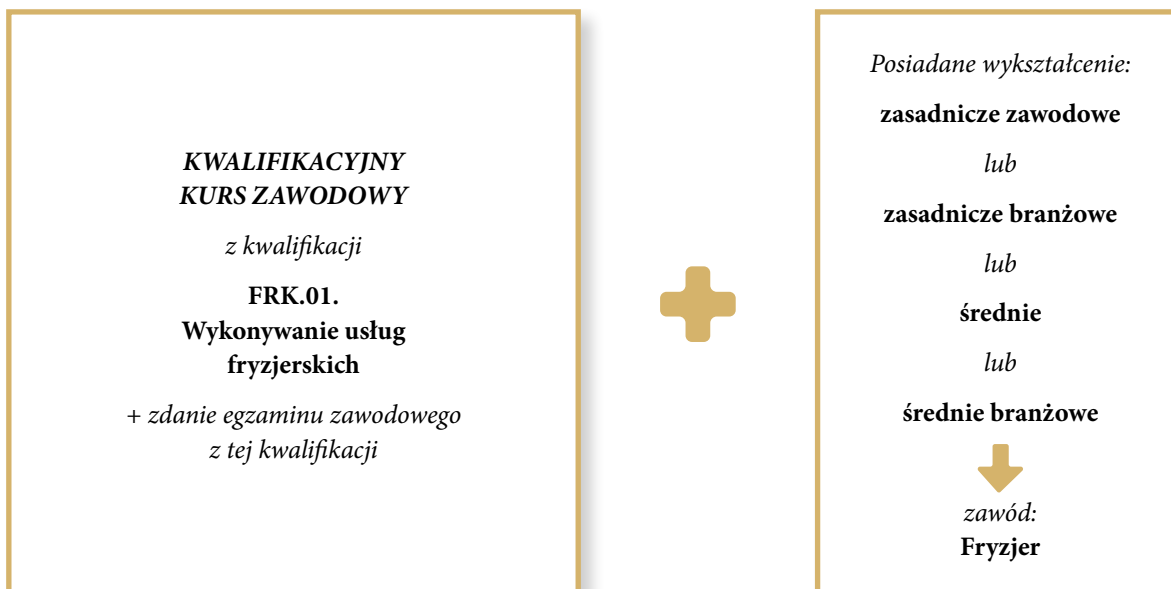 KWALIFIKACYJNY
KURS ZAWODOWY
z kwalifikacji
FRK.01.
Wykonywanie usług
fryzjerskich
+ zdanie egzaminu zawodowego
z tej kwalifikacji
Posiadane wykształcenie:
zasadnicze zawodowe
lub
zasadnicze branżowe
lub
średnie
lub
średnie branżowe
zawód:
Fryzjer